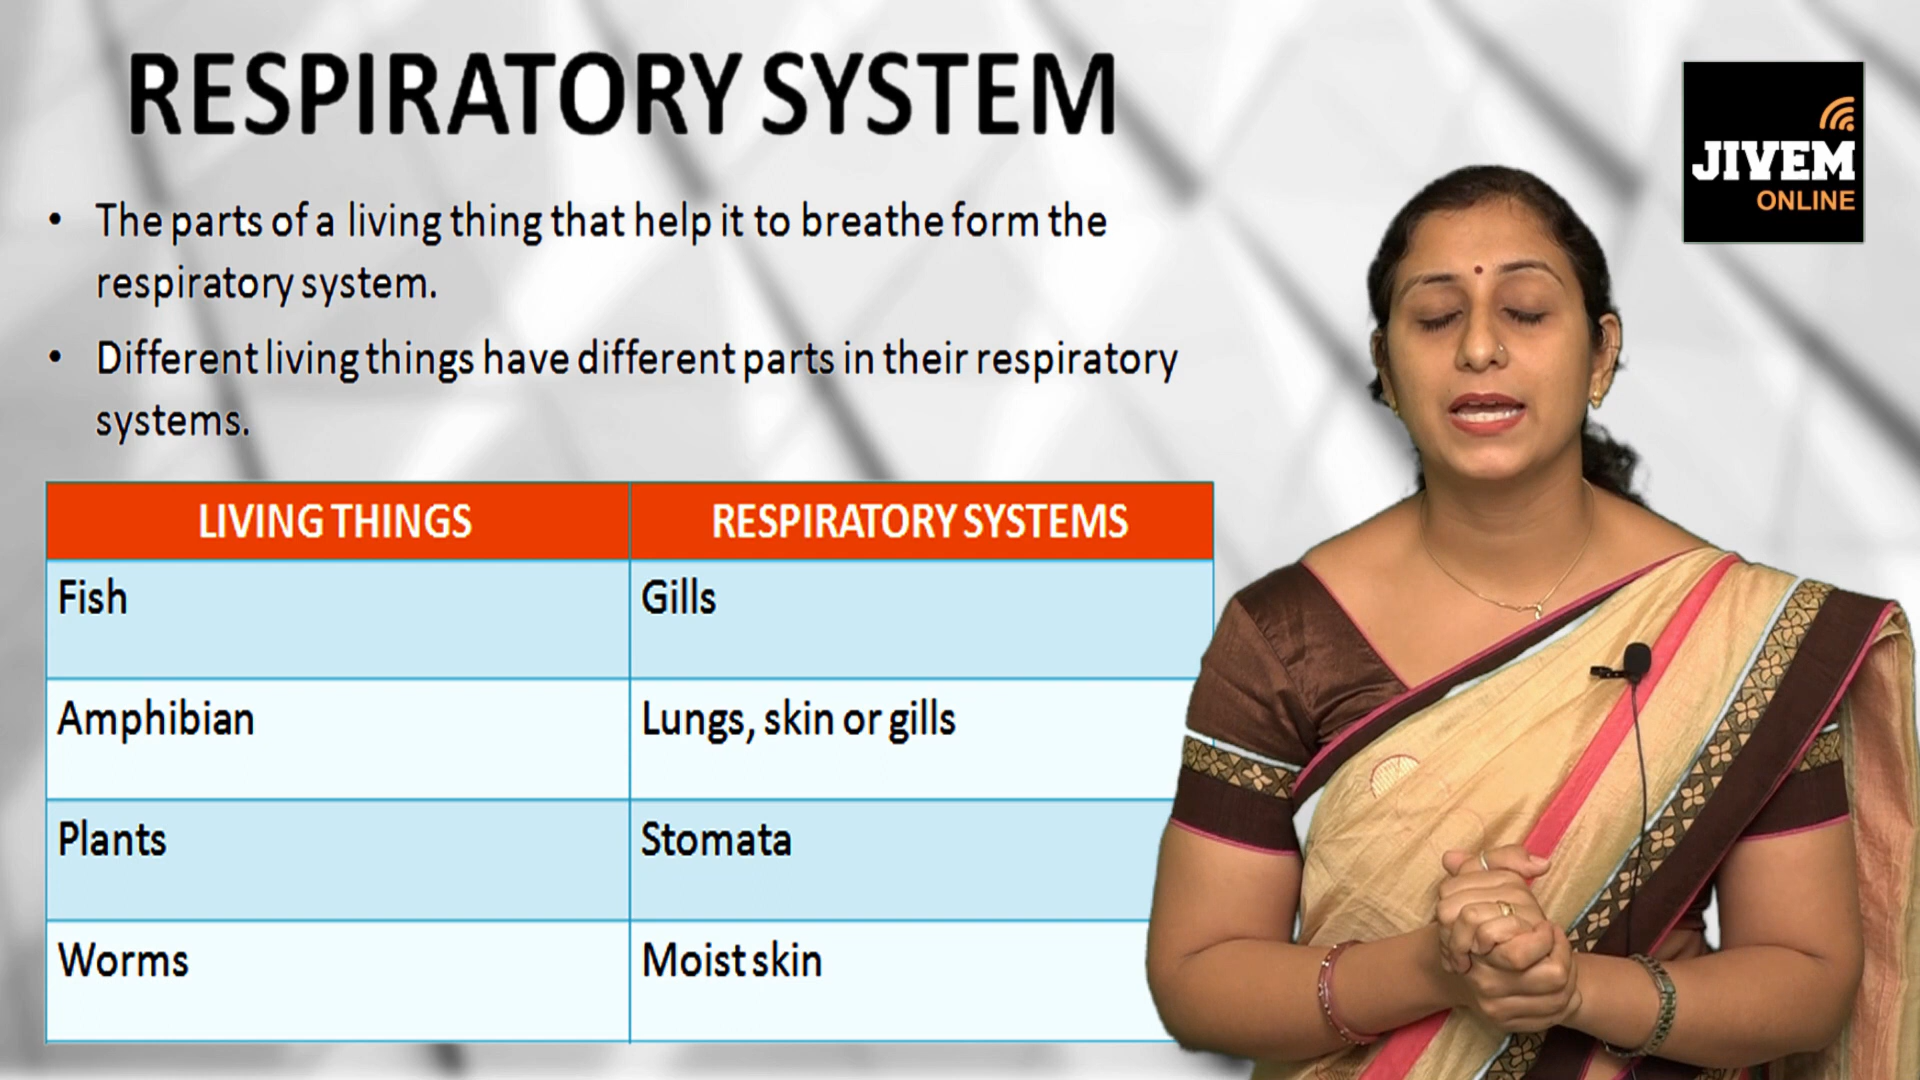 RESPIRATORY SYSTEM
JIVEM
ONLINE
• The parts of a living thing that help it to breathe form the
respiratory system.
• Different living things have different parts in their respiratory
systems.
LIVING THINGS RESPIRATORY SYSTEMS
Fish Gills
Amphibian Lungs, skin or gills
Plants Stomata
Worms Moist skin